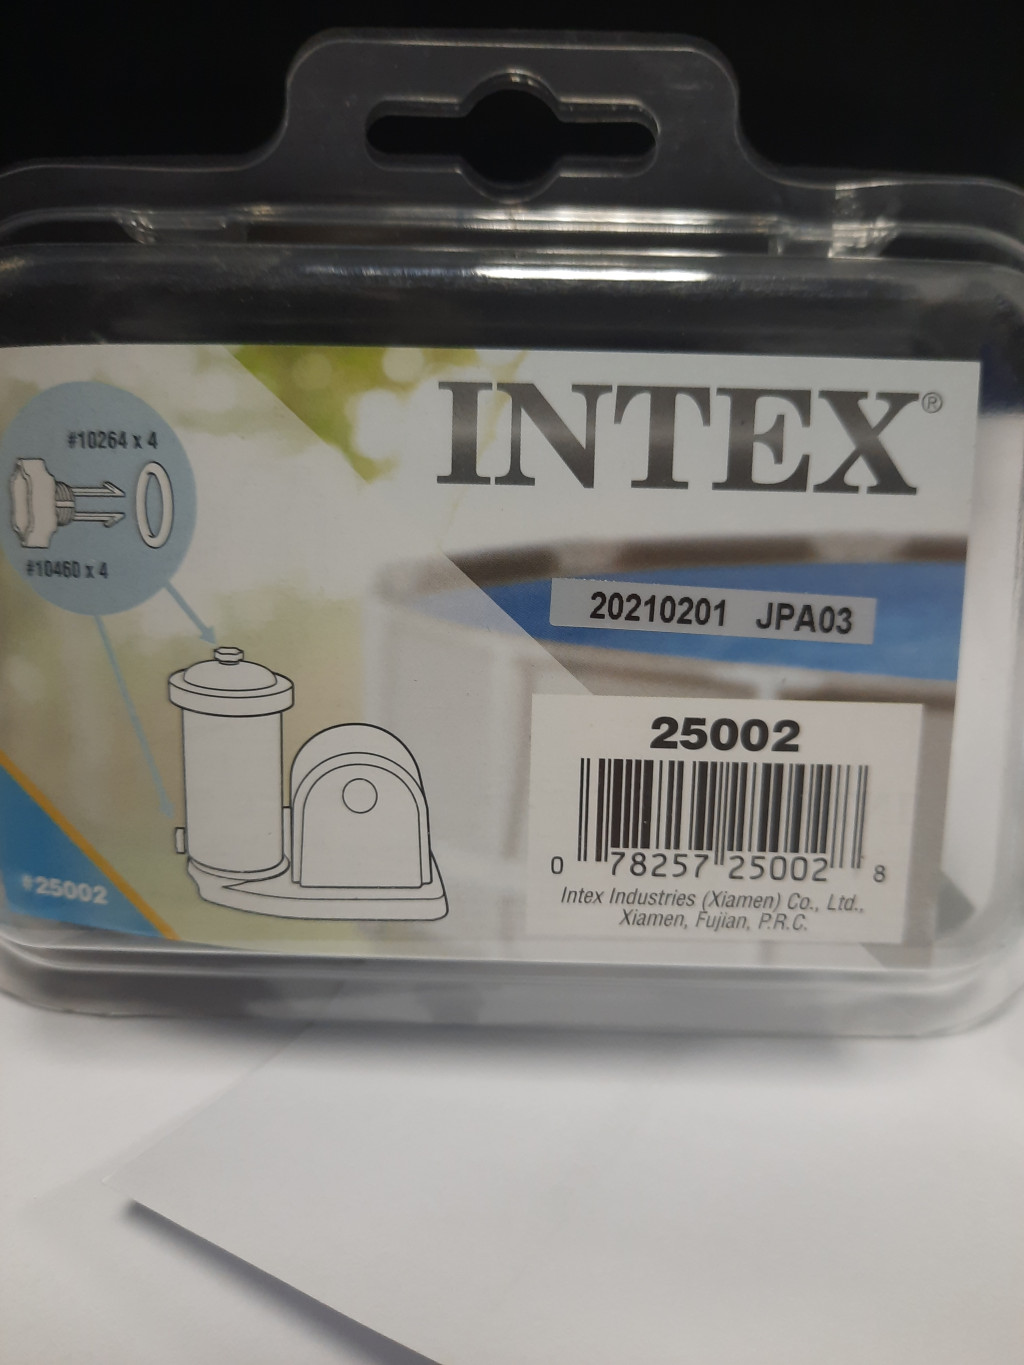 INTEX®
#10264 x 4
#10460 x 4
20210201 JPA03
25002
0 78257 25002 8
Intex Industries (Xiamen) Co., Ltd.,
Xiamen, Fujian, P.R.C.
#25002